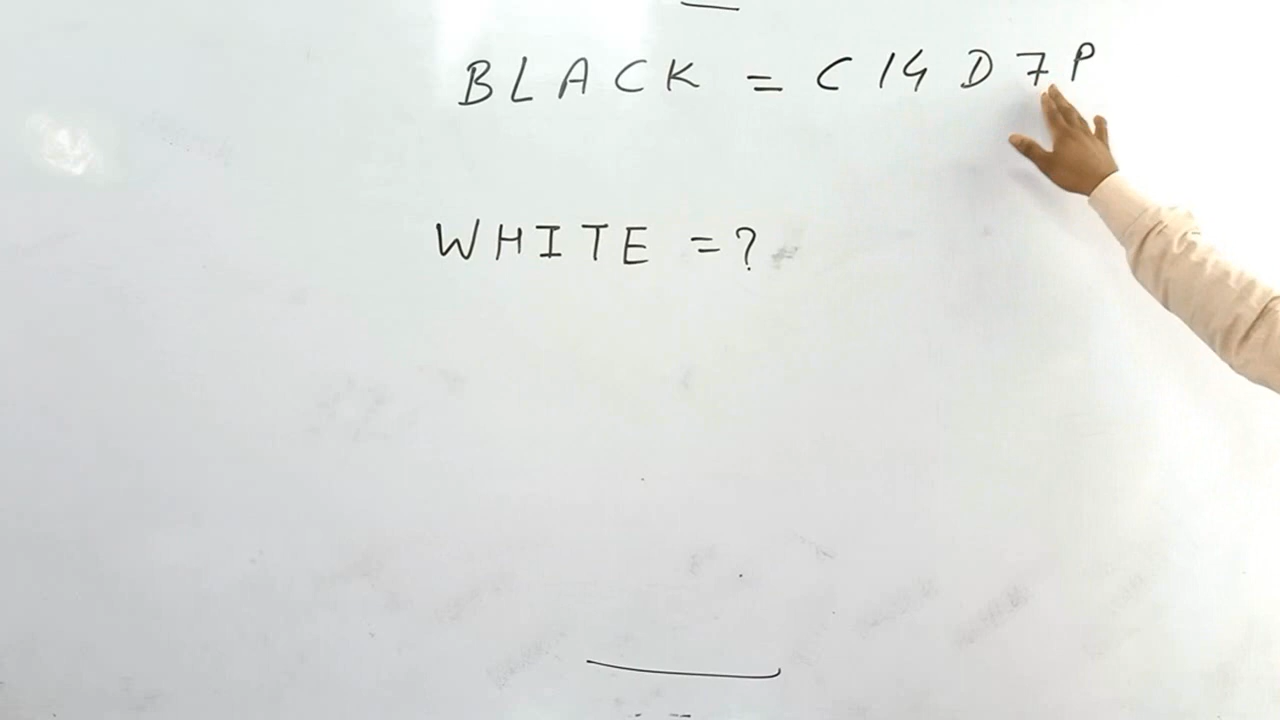 BLACK = C 14 D 7 P
WHITE = ?